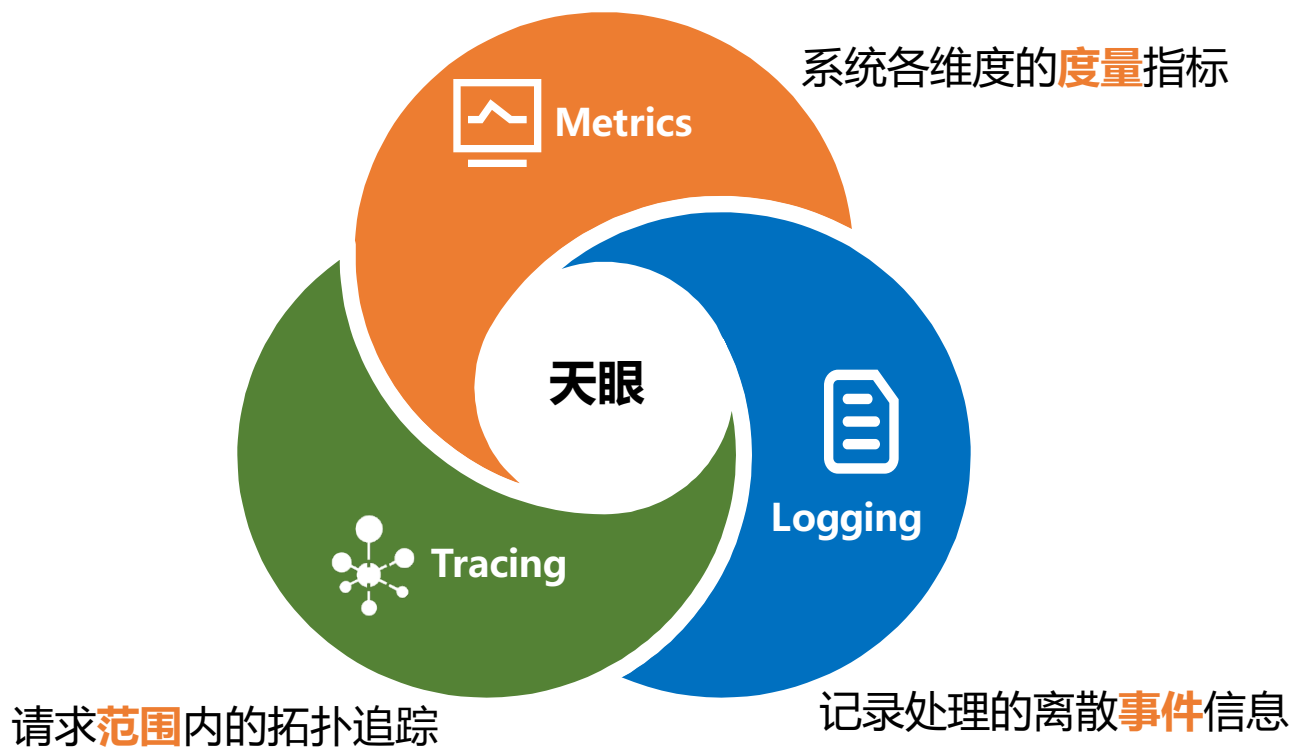 系统各维度的度量指标
Metrics
天眼
Logging
Tracing
记录处理的离散事件信息
请求范围内的拓扑追踪